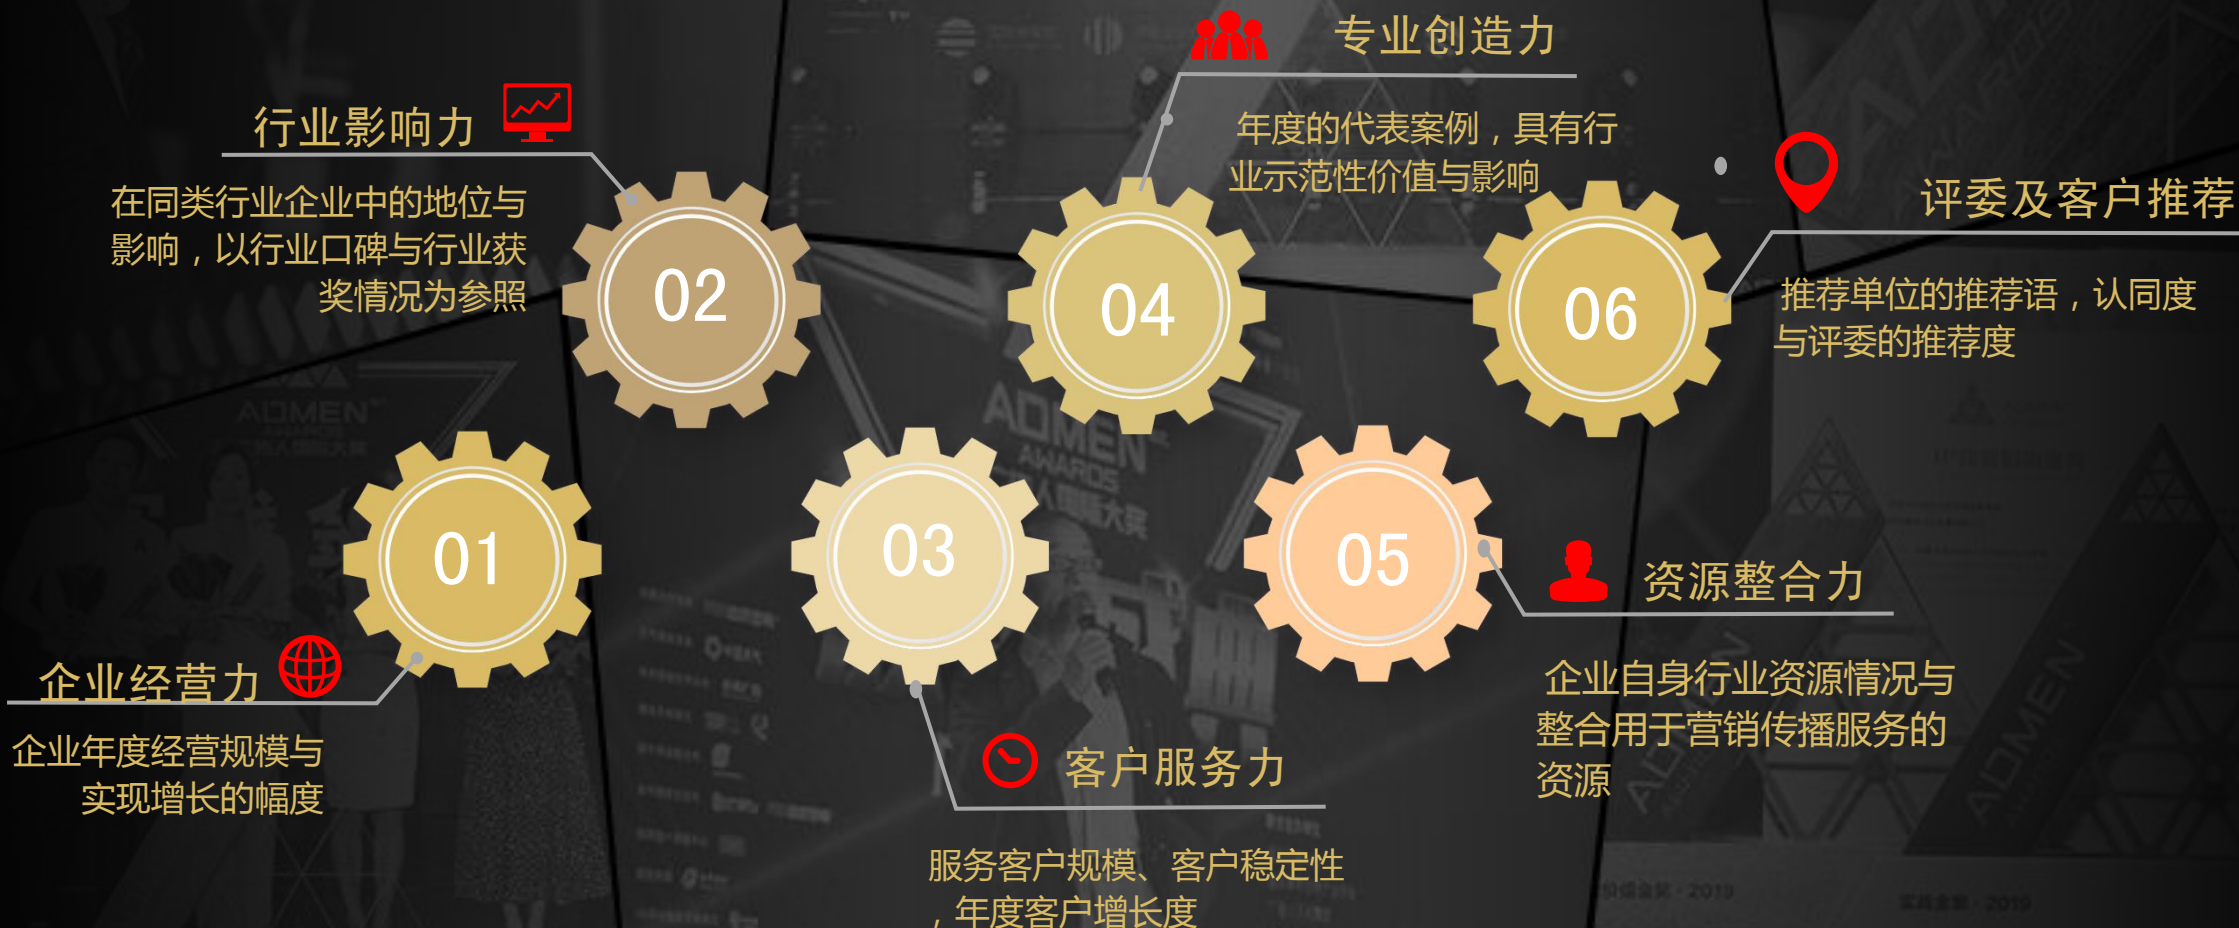 01
企业经营力
企业年度经营规模与
实现增长的幅度
02
行业影响力
在同类行业企业中的地位与
影响，以行业口碑与行业获
奖情况为参照
03
客户服务力
服务客户规模、客户稳定性
，年度客户增长度
04
专业创造力
年度的代表案例，具有行
业示范性价值与影响
05
资源整合力
企业自身行业资源情况与
整合用于营销传播服务的
资源
06
评委及客户推荐
推荐单位的推荐语，认同度
与评委的推荐度
ADMEN
ADMEN
AWARDS
ADMEN
ADMEN